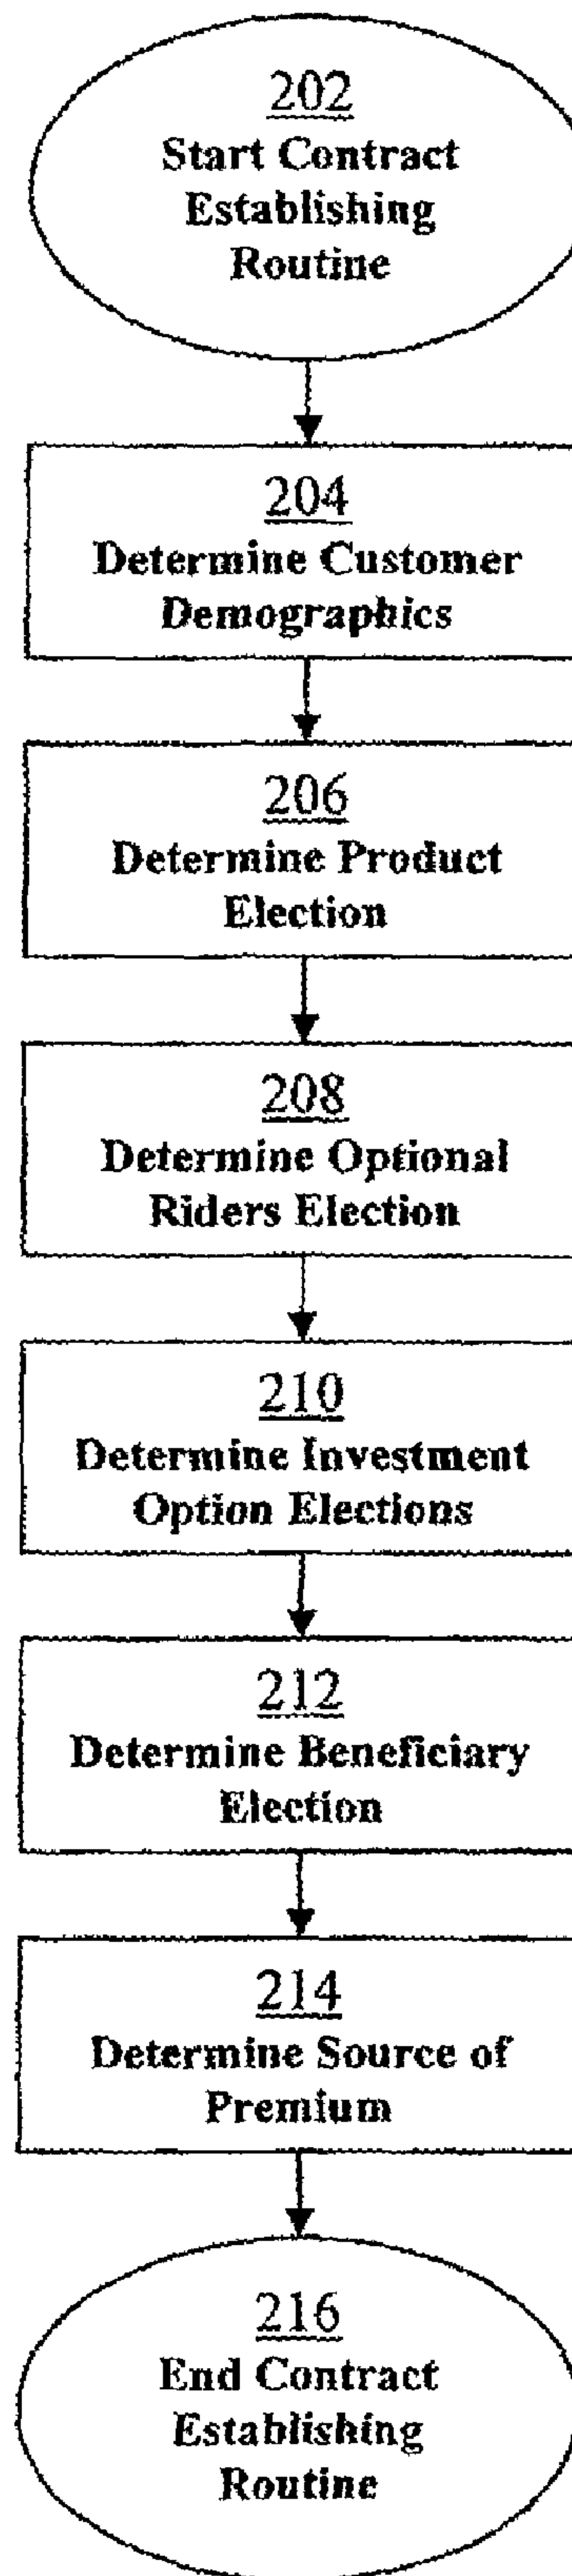 202
Start Contract
Establishing
Routine
204
Determine Customer
Demographics
206
Determine Product
Election
208
Determine Optional
Riders Election
210
Determine Investment
Option Elections
212
Determine Beneficiary
Election
214
Determine Source of
Premium
216
End Contract
Establishing
Routine